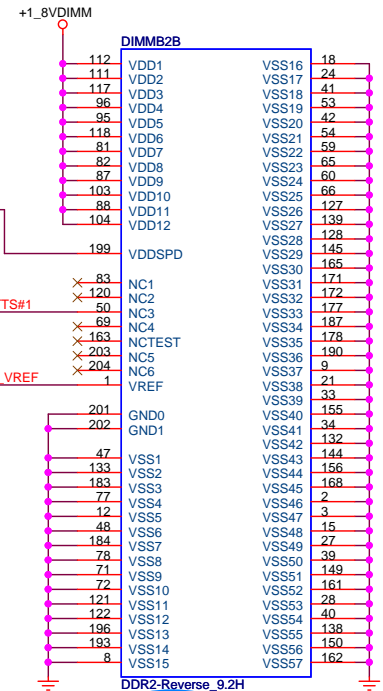 +1_8VDIMM
DIMMB2B
112 VDD1 VSS16 18
111 VDD2 VSS17 24
117 VDD3 VSS18 41
96 VDD4 VSS19 53
95 VDD5 VSS20 42
118 VDD6 VSS21 54
81 VDD7 VSS22 59
82 VDD8 VSS23 65
87 VDD9 VSS24 60
103 VDD10 VSS25 66
88 VDD11 VSS26 127
104 VDD12 VSS27 139
VSS28 128
199 VDDSPD VSS29 145
VSS30 165
83 NC1 VSS31 171
120 NC2 VSS32 172
TS#1 50 NC3 VSS33 177
69 NC4 VSS34 187
163 NCTEST VSS35 178
203 NC5 VSS36 190
204 NC6 VSS37 9
VREF 1 VREF VSS38 21
VSS39 33
201 GND0 VSS40 155
202 GND1 VSS41 34
VSS42 132
47 VSS1 VSS43 144
133 VSS2 VSS44 156
183 VSS3 VSS45 168
77 VSS4 VSS46 2
12 VSS5 VSS47 3
48 VSS6 VSS48 15
184 VSS7 VSS49 27
78 VSS8 VSS50 39
71 VSS9 VSS51 149
72 VSS10 VSS52 161
121 VSS11 VSS53 28
122 VSS12 VSS54 40
196 VSS13 VSS55 138
193 VSS14 VSS56 150
8 VSS15 VSS57 162
DDR2-Reverse_9.2H